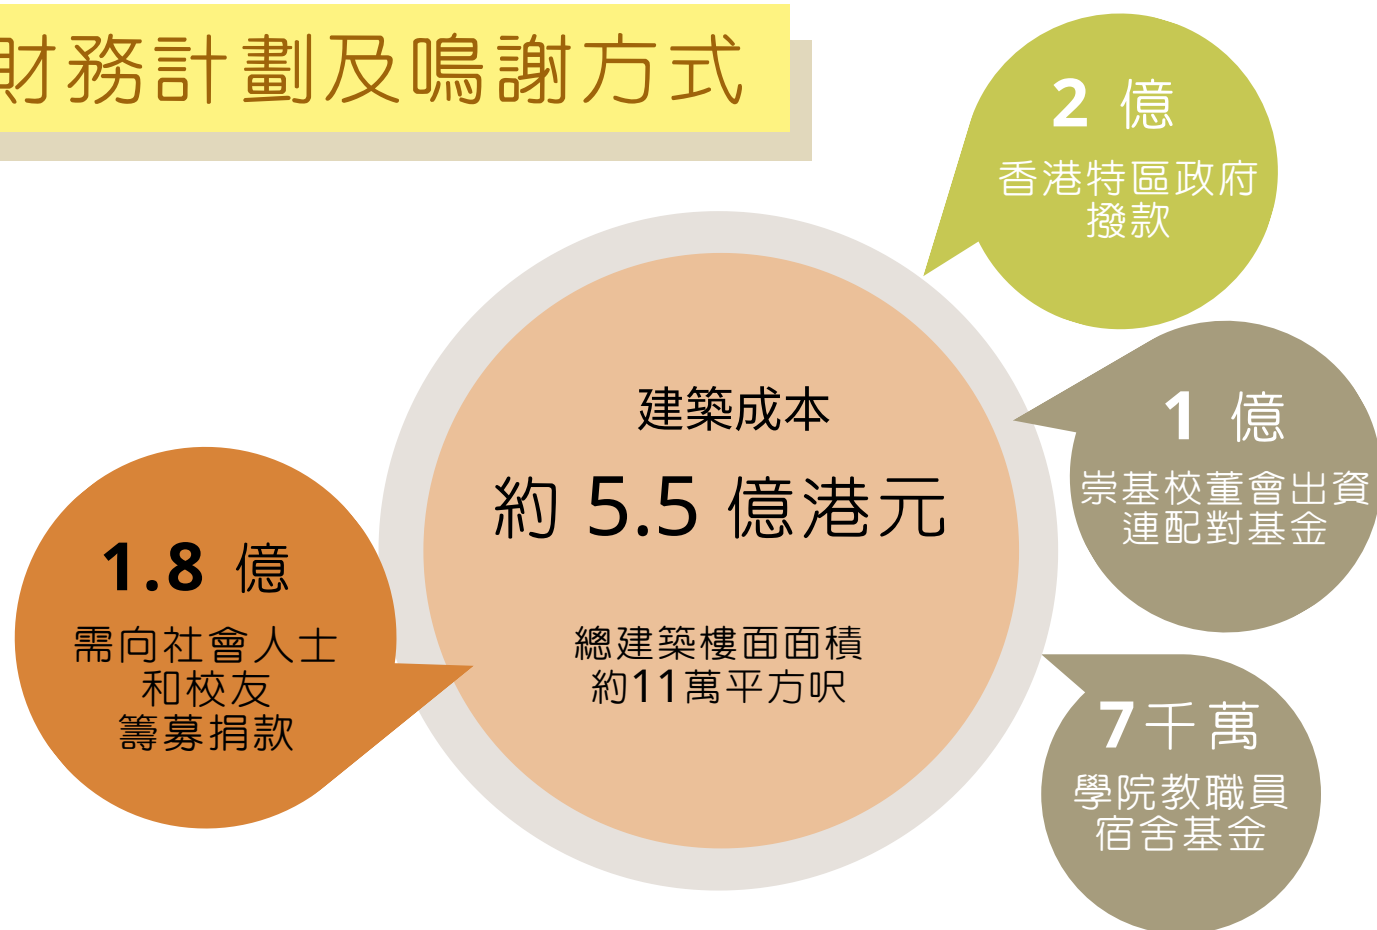 財務計劃及鳴謝方式
2 億
香港特區政府
撥款
建築成本
約 5.5 億港元
總建築樓面面積
約11萬平方呎
1 億
崇基校董會出資
連配對基金
1.8 億
需向社會人士
和校友
籌募捐款
7千萬
學院教職員
宿舍基金